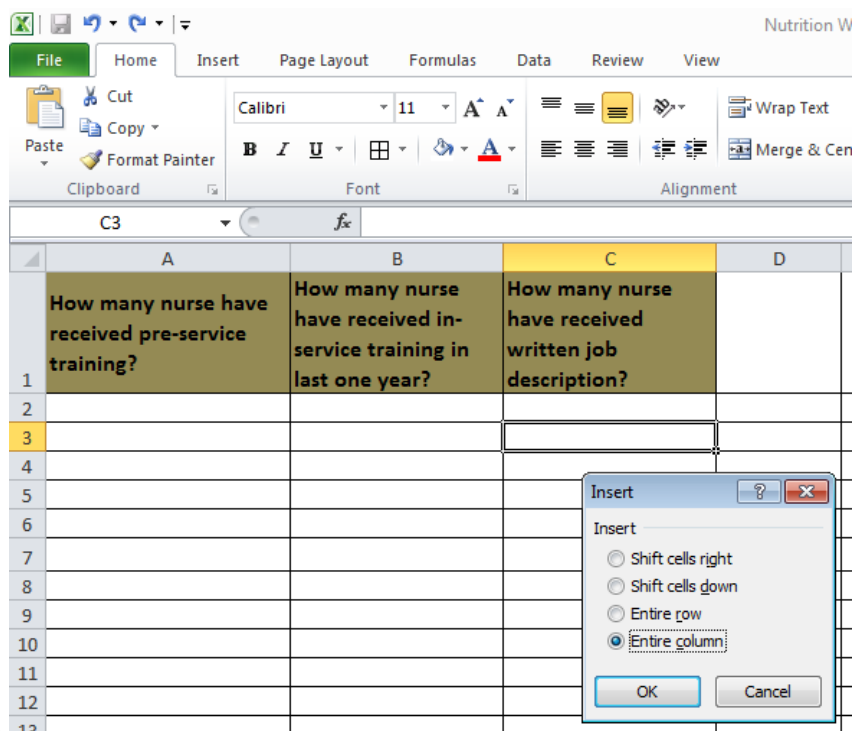 Nutrition W
File Home Insert Page Layout Formulas Data Review View
Paste
Cut
Copy
Format Painter
Clipboard
Calibri 11 A A
B I U A
Font
Wrap Text
Merge & Cen
Alignment
C3 fx
A B C D
1
How many nurse have
received pre-service
training?
How many nurse
have received in-
service training in
last one year?
How many nurse
have received
written job
description?
2
3
4
5
6
7
8
9
10
11
12
13
Insert
Insert
Shift cells right
Shift cells down
Entire row
Entire column
OK Cancel